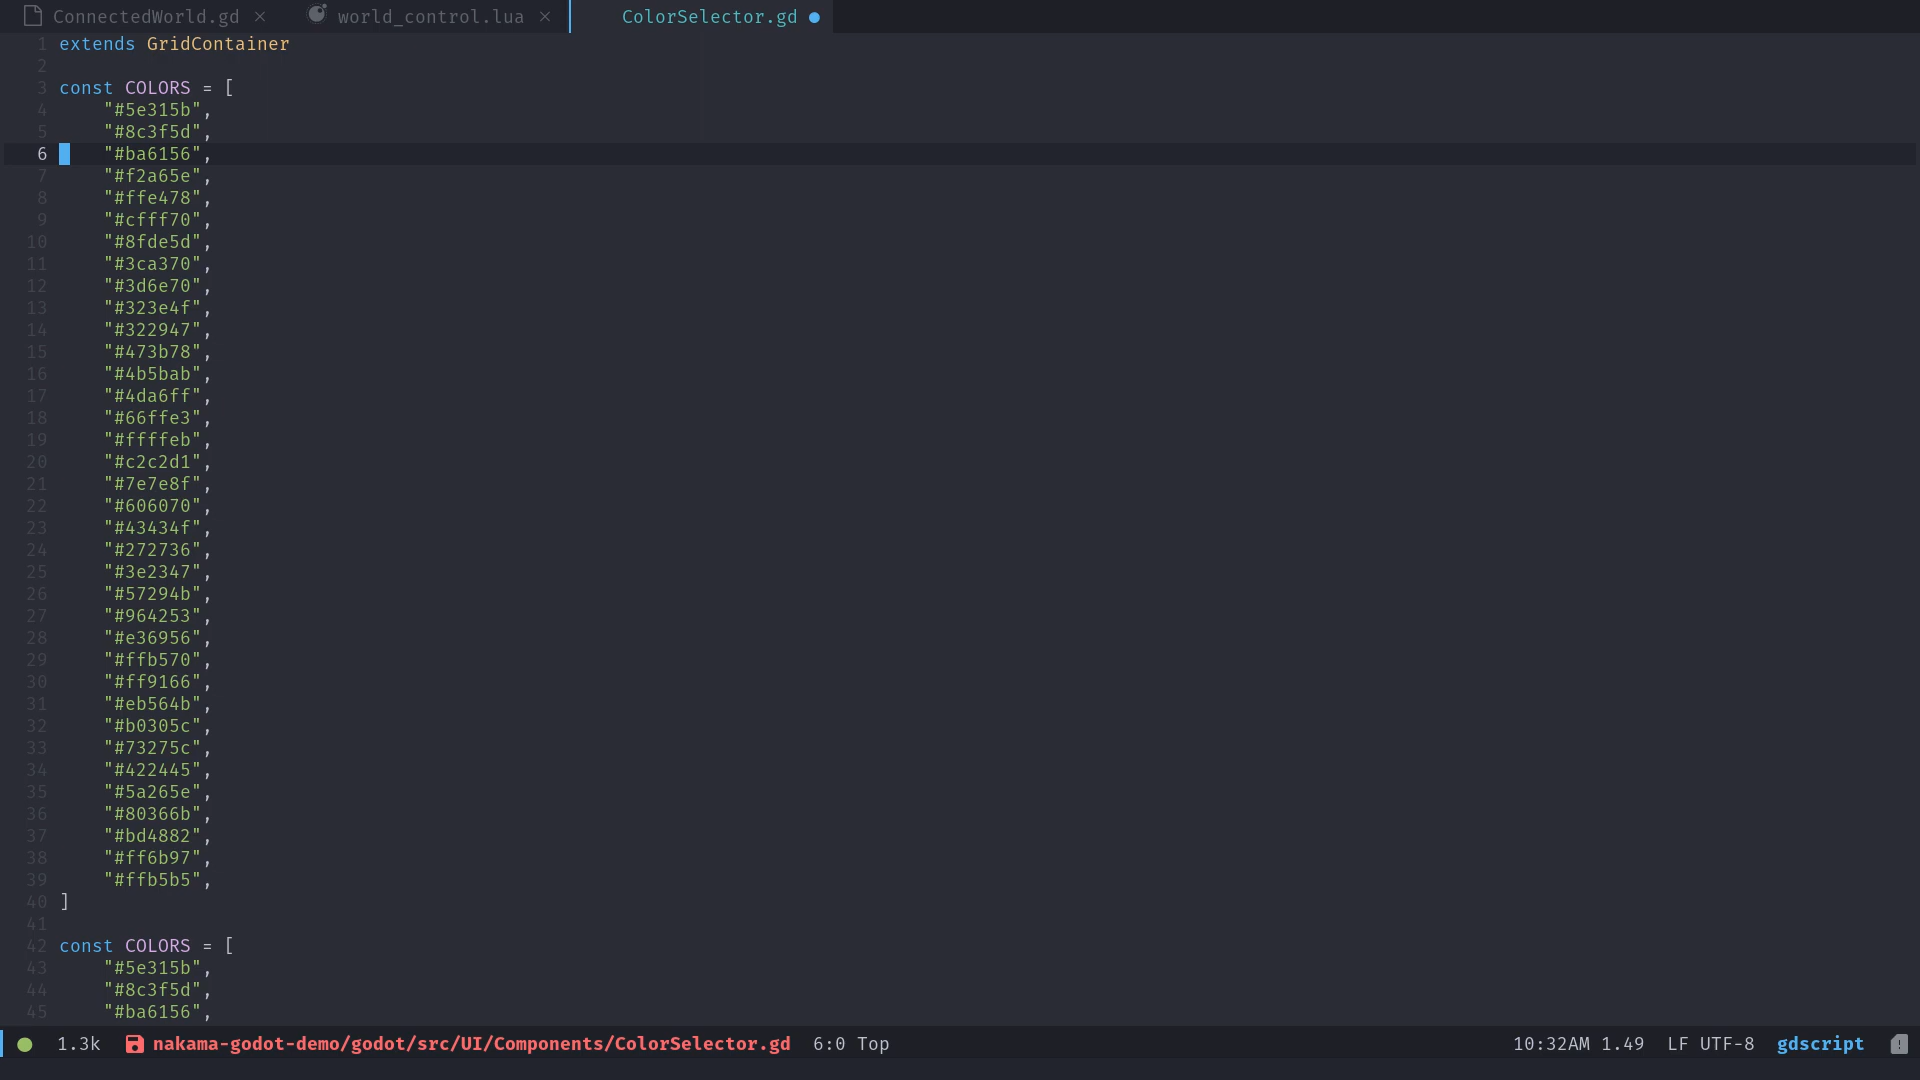 ConnectedWorld.gd × world_control.lua × ColorSelector.gd
1 extends GridContainer
2
3 const COLORS = [
4 "#5e315b",
5 "#8c3f5d",
6 "#ba6156",
7 "#f2a65e",
8 "#ffe478",
9 "#cfff70",
10 "#8fde5d",
11 "#3ca370",
12 "#3d6e70",
13 "#323e4f",
14 "#322947",
15 "#473b78",
16 "#4b5bab",
17 "#4da6ff",
18 "#66ffe3",
19 "#ffffeb",
20 "#c2c2d1",
21 "#7e7e8f",
22 "#606070",
23 "#43434f",
24 "#272736",
25 "#3e2347",
26 "#57294b",
27 "#964253",
28 "#e36956",
29 "#ffb570",
30 "#ff9166",
31 "#eb564b",
32 "#b0305c",
33 "#73275c",
34 "#422445",
35 "#5a265e",
36 "#80366b",
37 "#bd4882",
38 "#ff6b97",
39 "#ffb5b5",
40 ]
41
42 const COLORS = [
43 "#5e315b",
44 "#8c3f5d",
45 "#ba6156",
1.3k nakama-godot-demo/godot/src/UI/Components/ColorSelector.gd 6:0 Top 10:32AM 1.49 LF UTF-8 gdscript